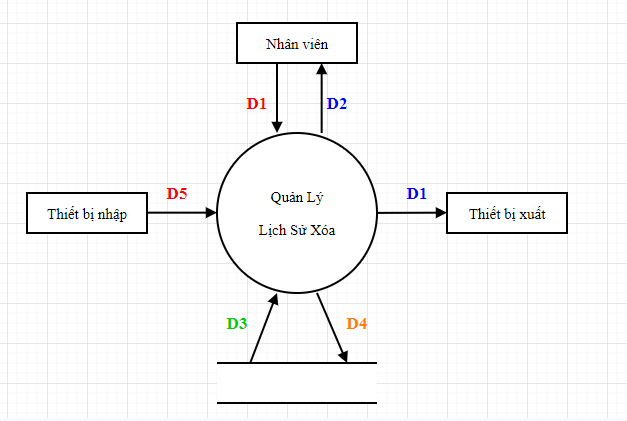 Nhân viên
D1
D2
Thiết bị nhập
D5
Quản Lý
Lịch Sử Xóa
D1
Thiết bị xuất
D3
D4